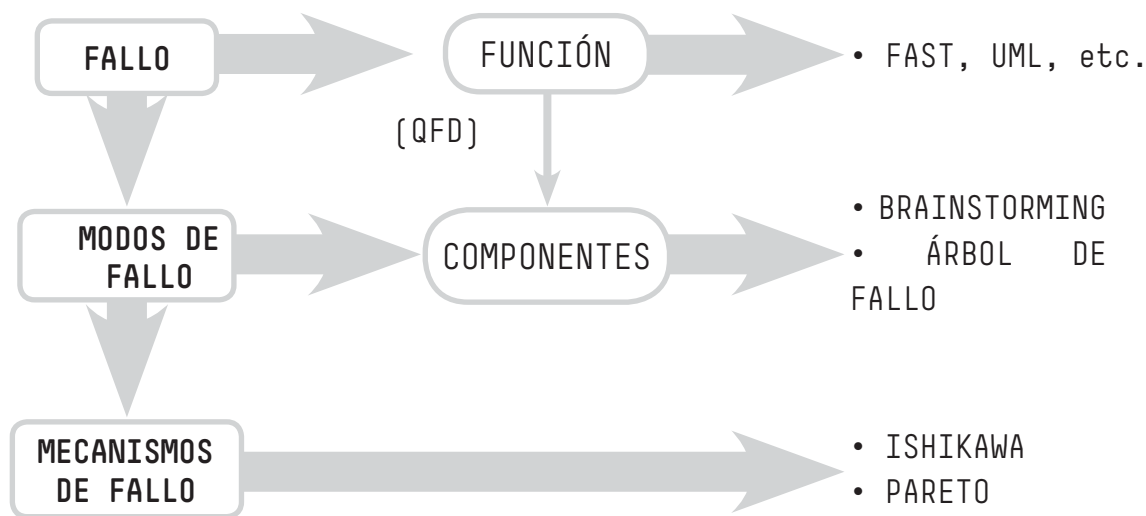 FALLO
FUNCIÓN
• FAST, UML, etc.
(QFD)
MODOS DE
FALLO
COMPONENTES
• BRAINSTORMING
• ÁRBOL DE
FALLO
MECANISMOS
DE FALLO
• ISHIKAWA
• PARETO